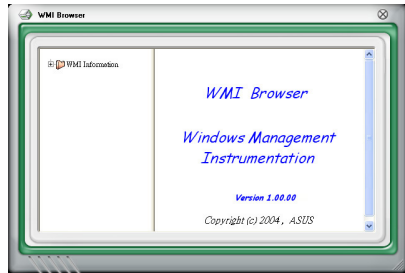 WMI Browser
WMI Information
WMI Browser
Windows Management
Instrumentation
Version 1.00.00
Copyright (c) 2004, ASUS